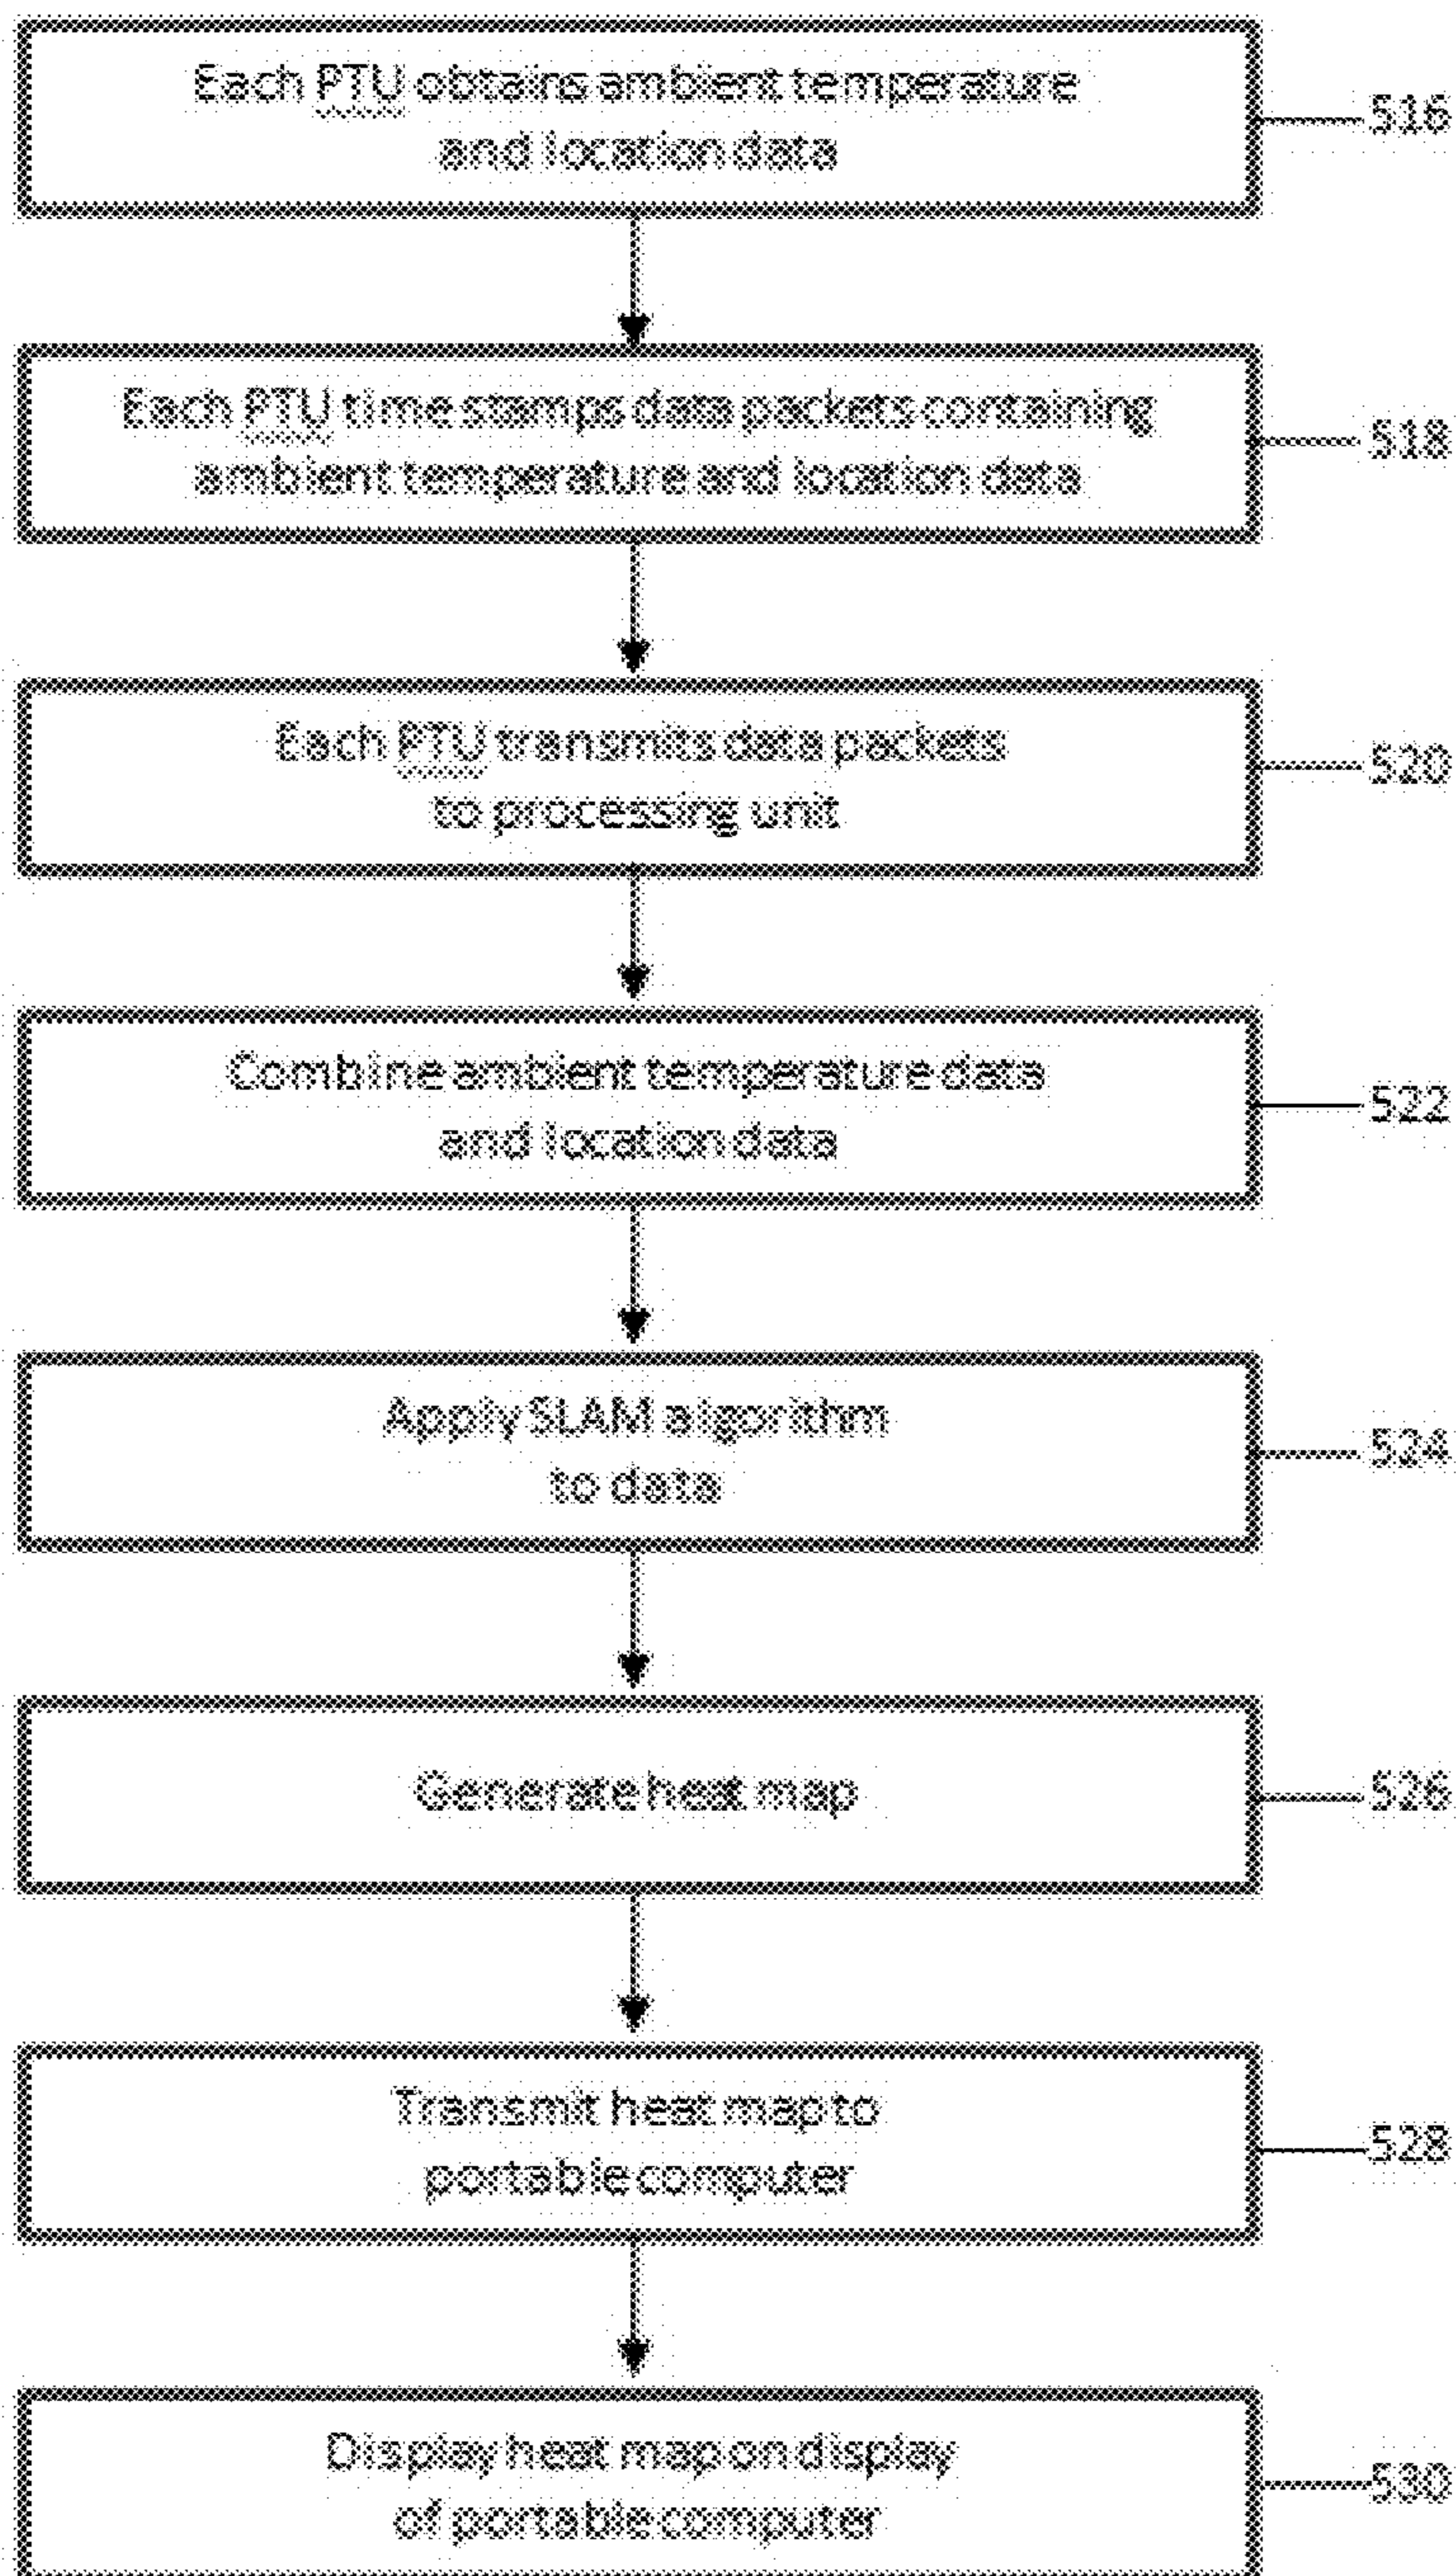 Each PTU obtains ambient temperature
and location data
516
Each PTU time stamps data packets containing
ambient temperature and location data
518
Each PTU transmits data packets
to processing unit
520
Combine ambient temperature data
and location data
522
Apply SLAM algorithm
to data
524
Generate heat map
526
Transmit heat map to
portable computer
528
Display heat map on display
of portable computer
530